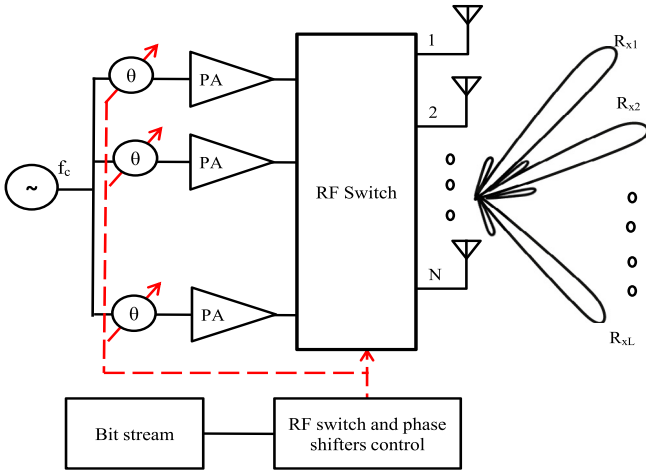 1
R_x1
θ
PA
R_x2
2
f_c
θ
PA
~
RF Switch
N
θ
PA
R_xL
Bit stream
RF switch and phase
shifters control